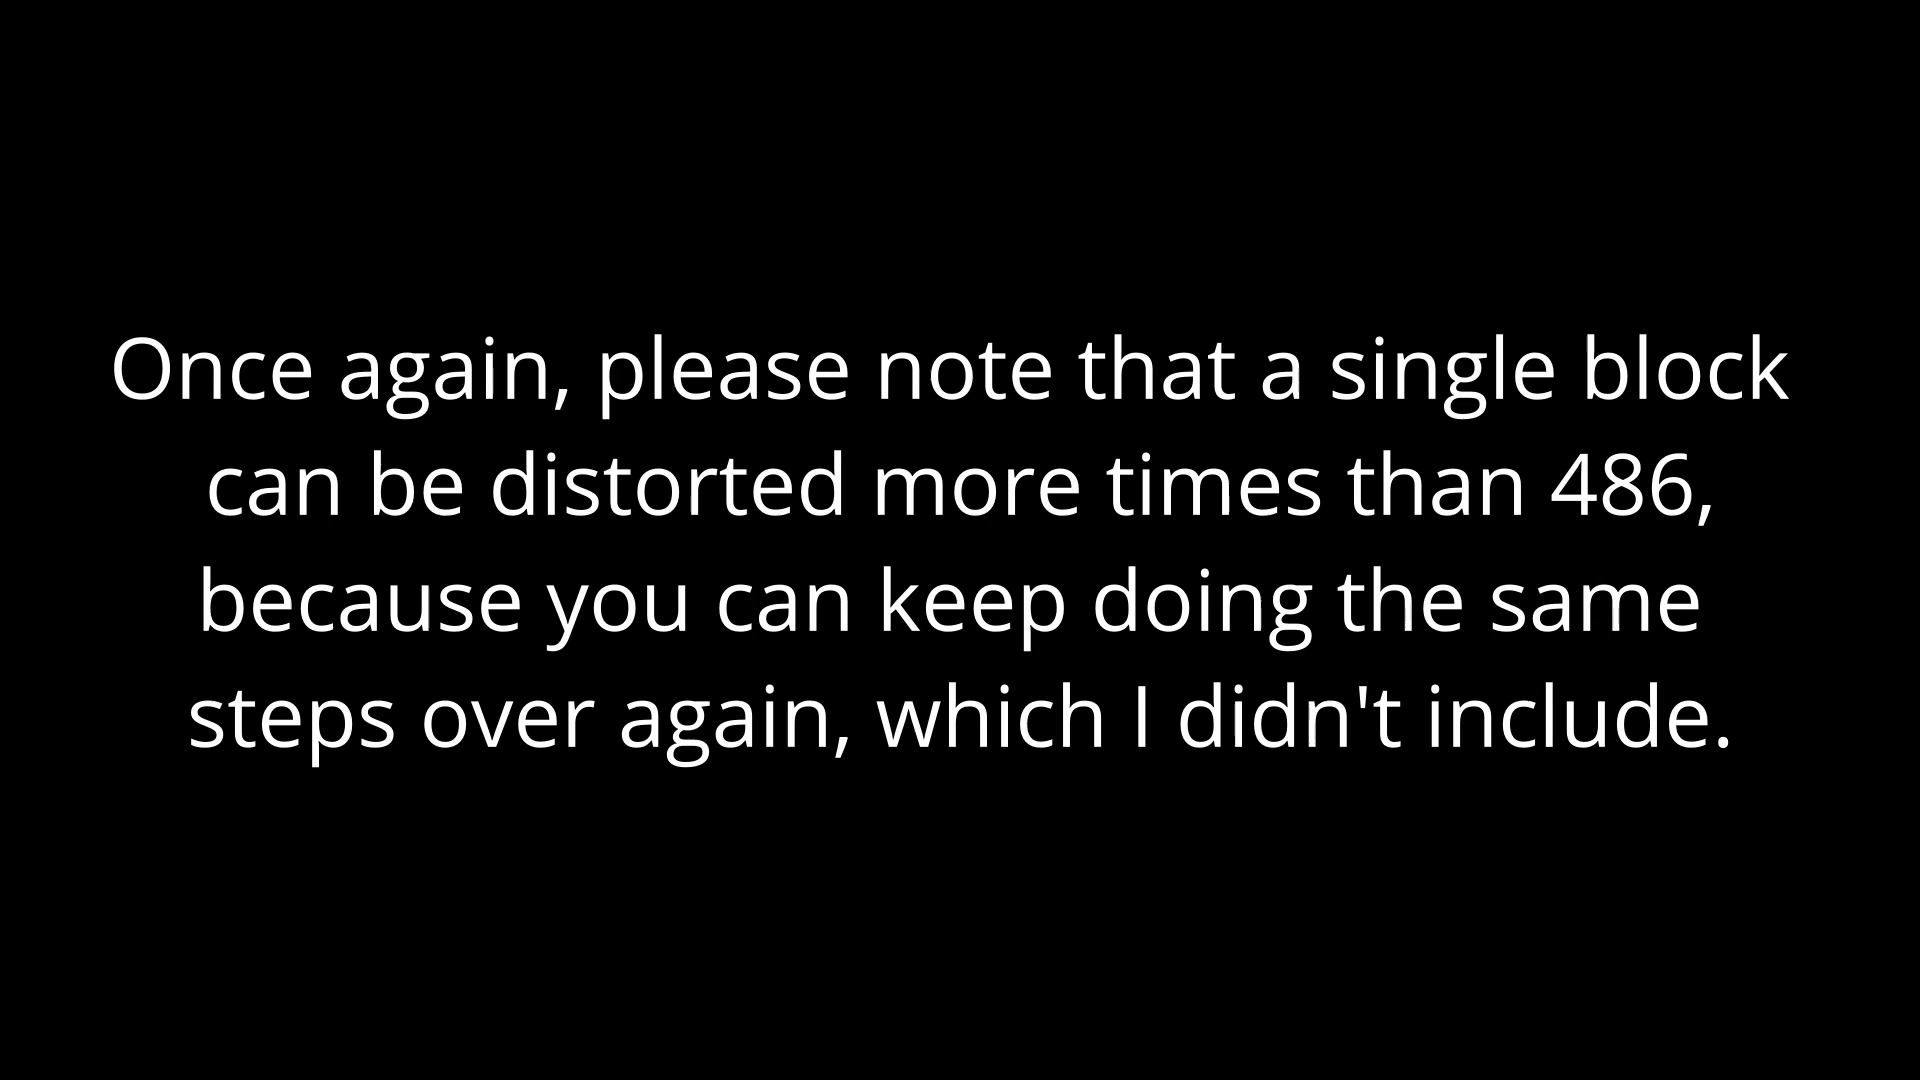 Once again, please note that a single block
can be distorted more times than 486,
because you can keep doing the same
steps over again, which I didn't include.